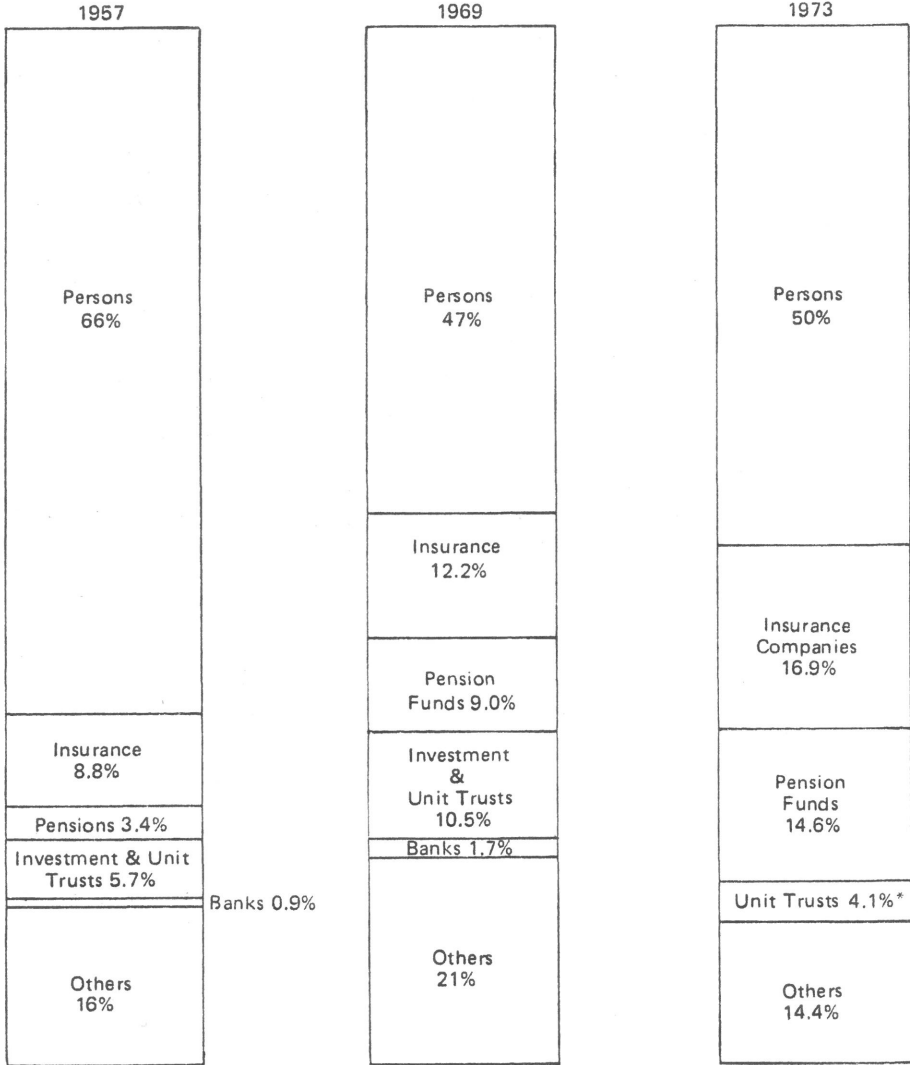 1957
Persons
66%
Insurance
8.8%
Pensions 3.4%
Investment & Unit
Trusts 5.7%
Banks 0.9%
Others
16%
1969
Persons
47%
Insurance
12.2%
Pension
Funds 9.0%
Investment
&
Unit Trusts
10.5%
Banks 1.7%
Others
21%
1973
Persons
50%
Insurance
Companies
16.9%
Pension
Funds
14.6%
Unit Trusts 4.1%*
Others
14.4%